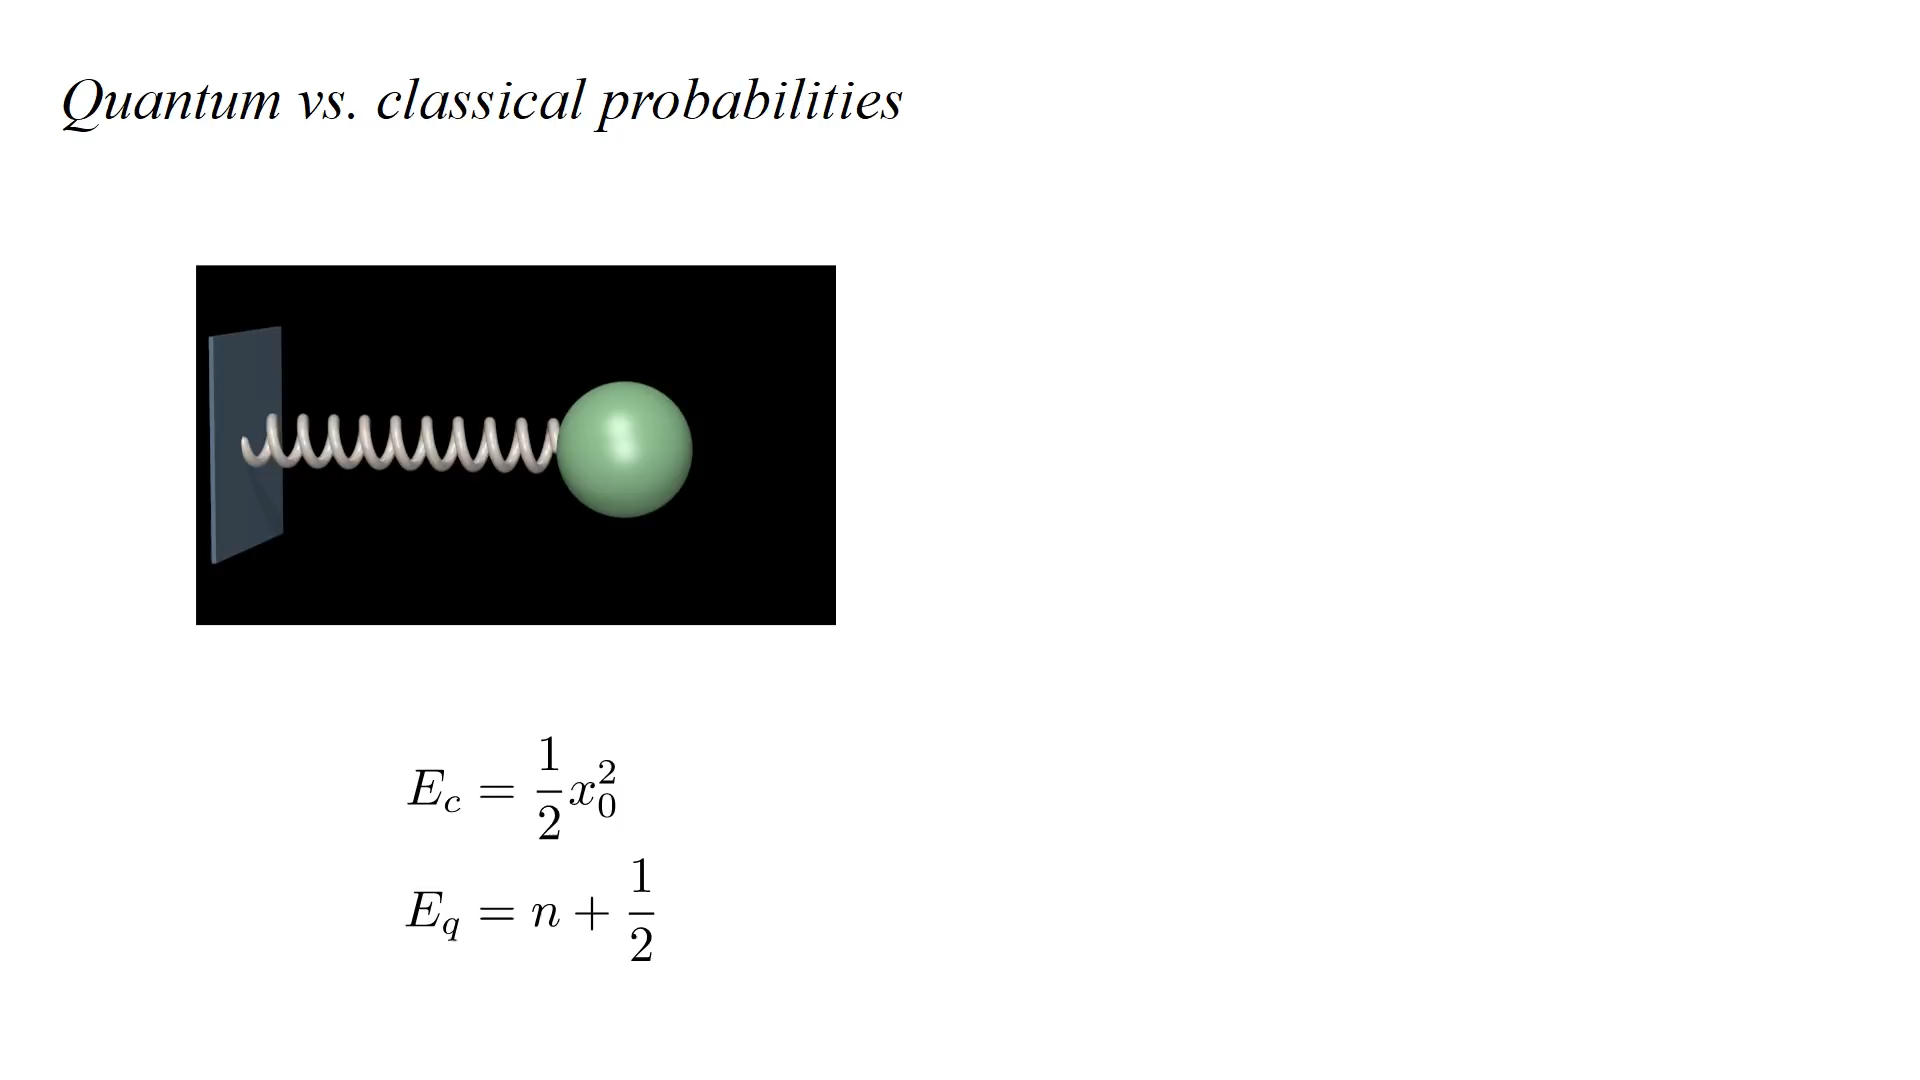 Quantum vs. classical probabilities
E_c = \frac{1}{2} x_0^2
E_q = n + \frac{1}{2}